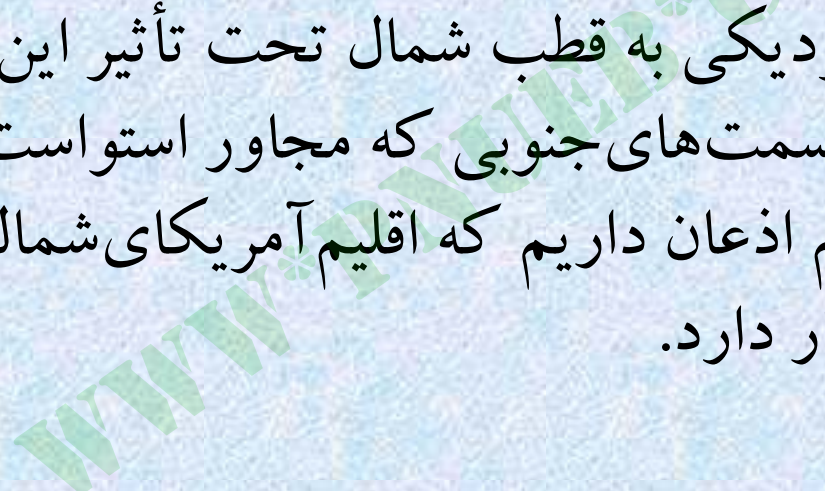 به قطب شمال تحت تأثیر این
جنوبی که مجاور استواست
اذعان داریم که اقلیم آمریکای
دارد.